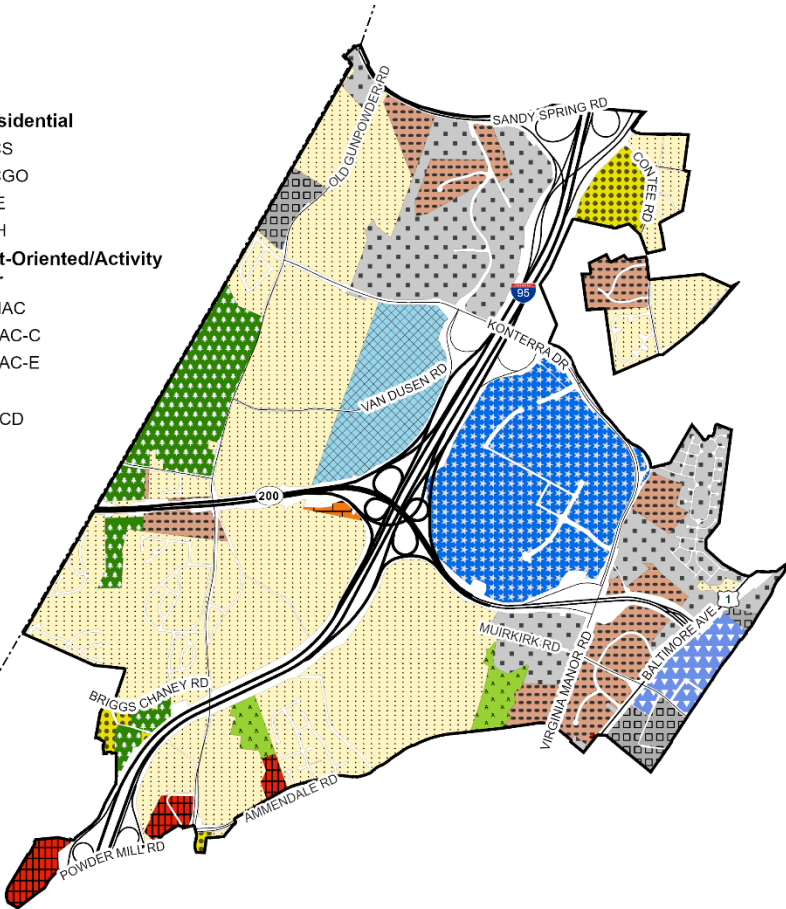 sidential
CS
CGO
E
H
t-Oriented/Activity
r
AC
AC-C
AC-E
CD
OLD GUNPOWDER RD
SANDY SPRING RD
CONTEE RD
95
KONTERRA DR
VAN DUSEN RD
200
1
MUIRKIRK RD
BALTIMORE AVE
VIRGINIA MANOR RD
BRIGGS CHANEY RD
AMMENDALE RD
POWDER MILL RD